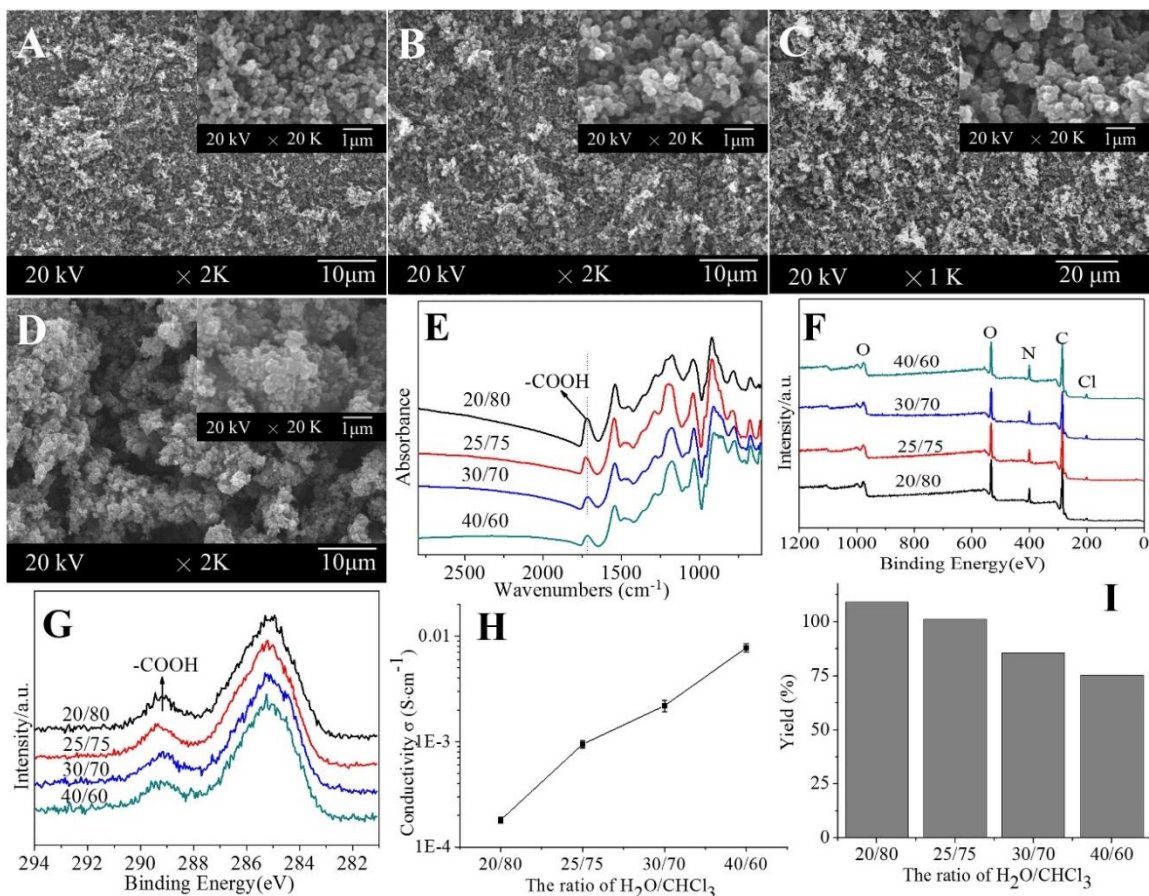 A
20 kV × 20 K 1μm
20 kV × 2K 10μm
B
20 kV × 20 K 1μm
20 kV × 2K 10μm
C
20 kV × 20 K 1μm
20 kV × 1 K 20 μm
D
20 kV × 20 K 1μm
20 kV × 2K 10μm
E
-COOH
20/80
25/75
30/70
40/60
Absorbance
2500 2000 1500 1000
Wavenumbers (cm⁻¹)
F
O O N C Cl
40/60
30/70
25/75
20/80
Intensity/a.u.
1200 1000 800 600 400 200 0
Binding Energy(eV)
G
-COOH
20/80
25/75
30/70
40/60
Intensity/a.u.
294 292 290 288 286 284 282
Binding Energy(eV)
H
0.01
1E-3
1E-4
Conductivity σ (S·cm⁻¹)
20/80 25/75 30/70 40/60
The ratio of H₂O/CHCl₃
I
100
75
50
25
0
Yield (%)
20/80 25/75 30/70 40/60
The ratio of H₂O/CHCl₃